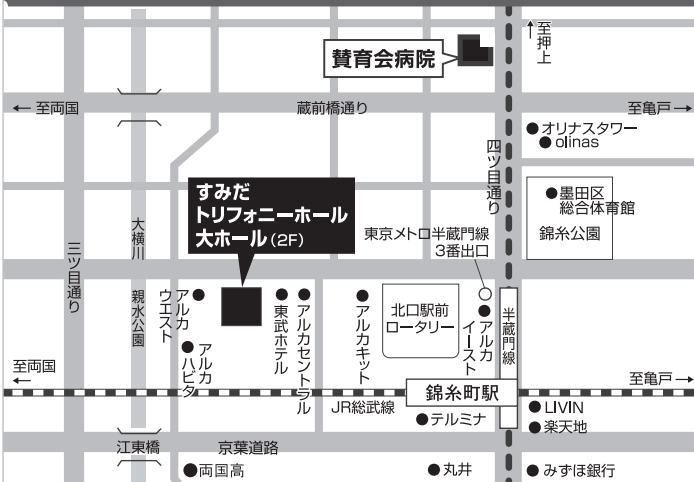 至押上
賛育会病院
←至両国
蔵前橋通り
至亀戸→
オリナスタワー
olinas
四ツ目通り
すみだ
トリフォニーホール
大ホール(2F)
墨田区
総合体育館
錦糸公園
大横川
親水公園
三ツ目通り
東京メトロ半蔵門線
3番出口
アルカ
ウエスト
アルカ
ハビタ
東武ホテル
アルカセントラル
アルカキット
北口駅前
ロータリー
アルカ
イースト
半蔵門線
至両国
←
至亀戸→
錦糸町駅
JR総武線
テルミナ
LIVIN
楽天地
江東橋
京葉道路
両国高
丸井
みずほ銀行